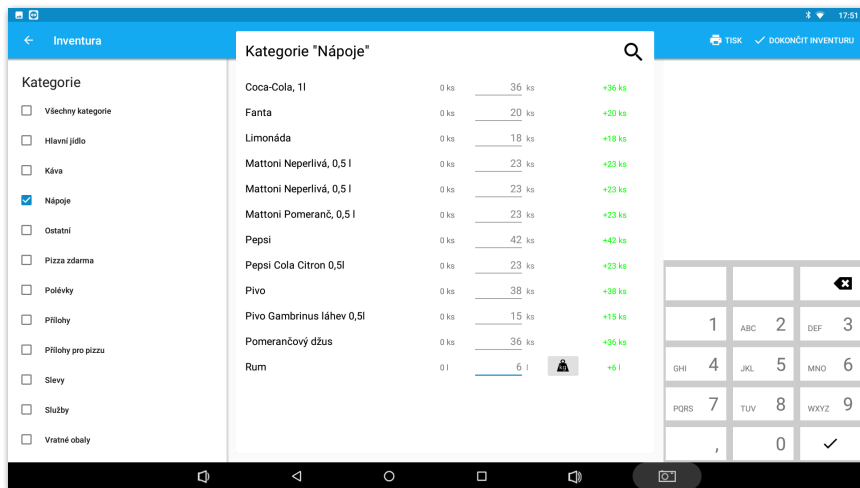 17:51
Inventura
TISK
DOKONČIT INVENTURU
Kategorie
Všechny kategorie
Hlavní jídlo
Káva
Nápoje
Ostatní
Pizza zdarma
Polévky
Přílohy
Přílohy pro pizzu
Slevy
Služby
Vratné obaly
Kategorie "Nápoje"
Coca-Cola, 1l 0 ks 36 ks +36 ks
Fanta 0 ks 20 ks +20 ks
Limonáda 0 ks 18 ks +18 ks
Mattoni Neperlivá, 0,5 l 0 ks 23 ks +23 ks
Mattoni Neperlivá, 0,5 l 0 ks 23 ks +23 ks
Mattoni Pomeranč, 0,5 l 0 ks 23 ks +23 ks
Pepsi 0 ks 42 ks +42 ks
Pepsi Cola Citron 0,5l 0 ks 23 ks +23 ks
Pivo 0 ks 38 ks +38 ks
Pivo Gambrinus láhev 0,5l 0 ks 15 ks +15 ks
Pomerančový džus 0 ks 36 ks +36 ks
Rum 0 l 6 l kg +6 l
1 ABC 2 DEF 3
GHI 4 JKL 5 MNO 6
PQRS 7 TUV 8 WXYZ 9
, 0